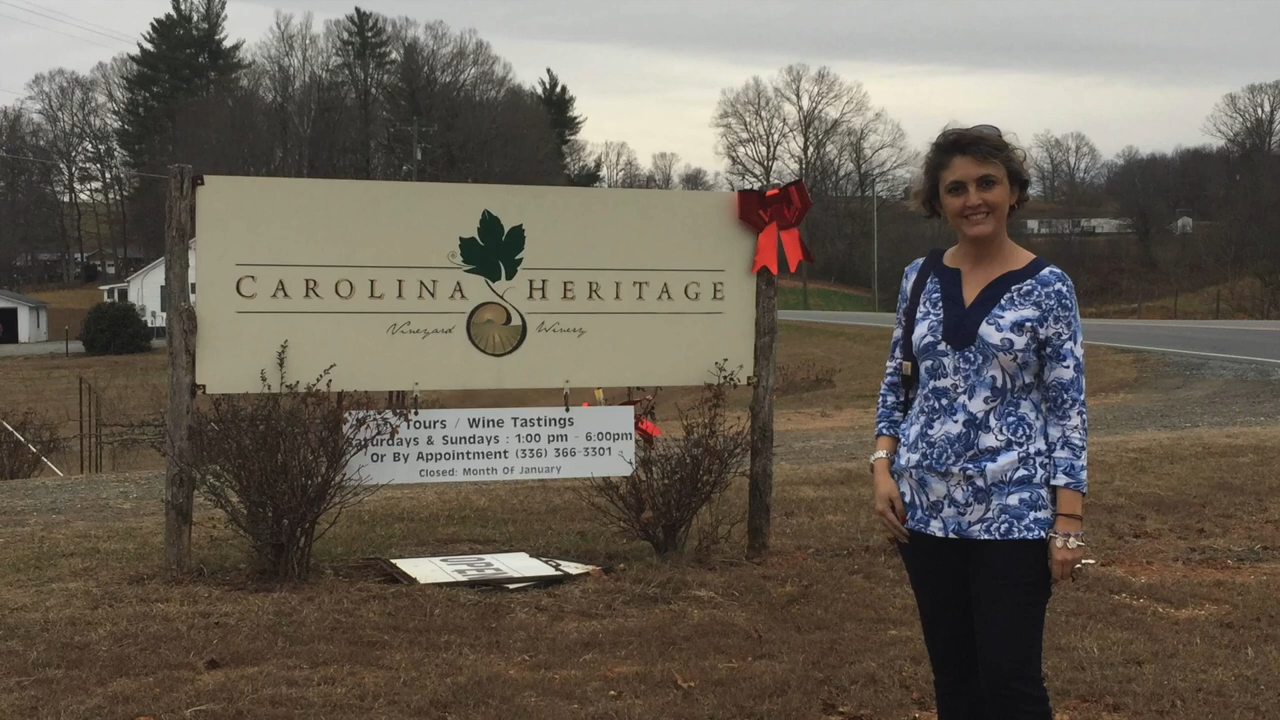 CAROLINA HERITAGE
Vineyard Winery
Tours / Wine Tastings
Saturdays & Sundays : 1:00 pm - 6:00pm
Or By Appointment (336) 366-3301
Closed: Month Of January
OPEN